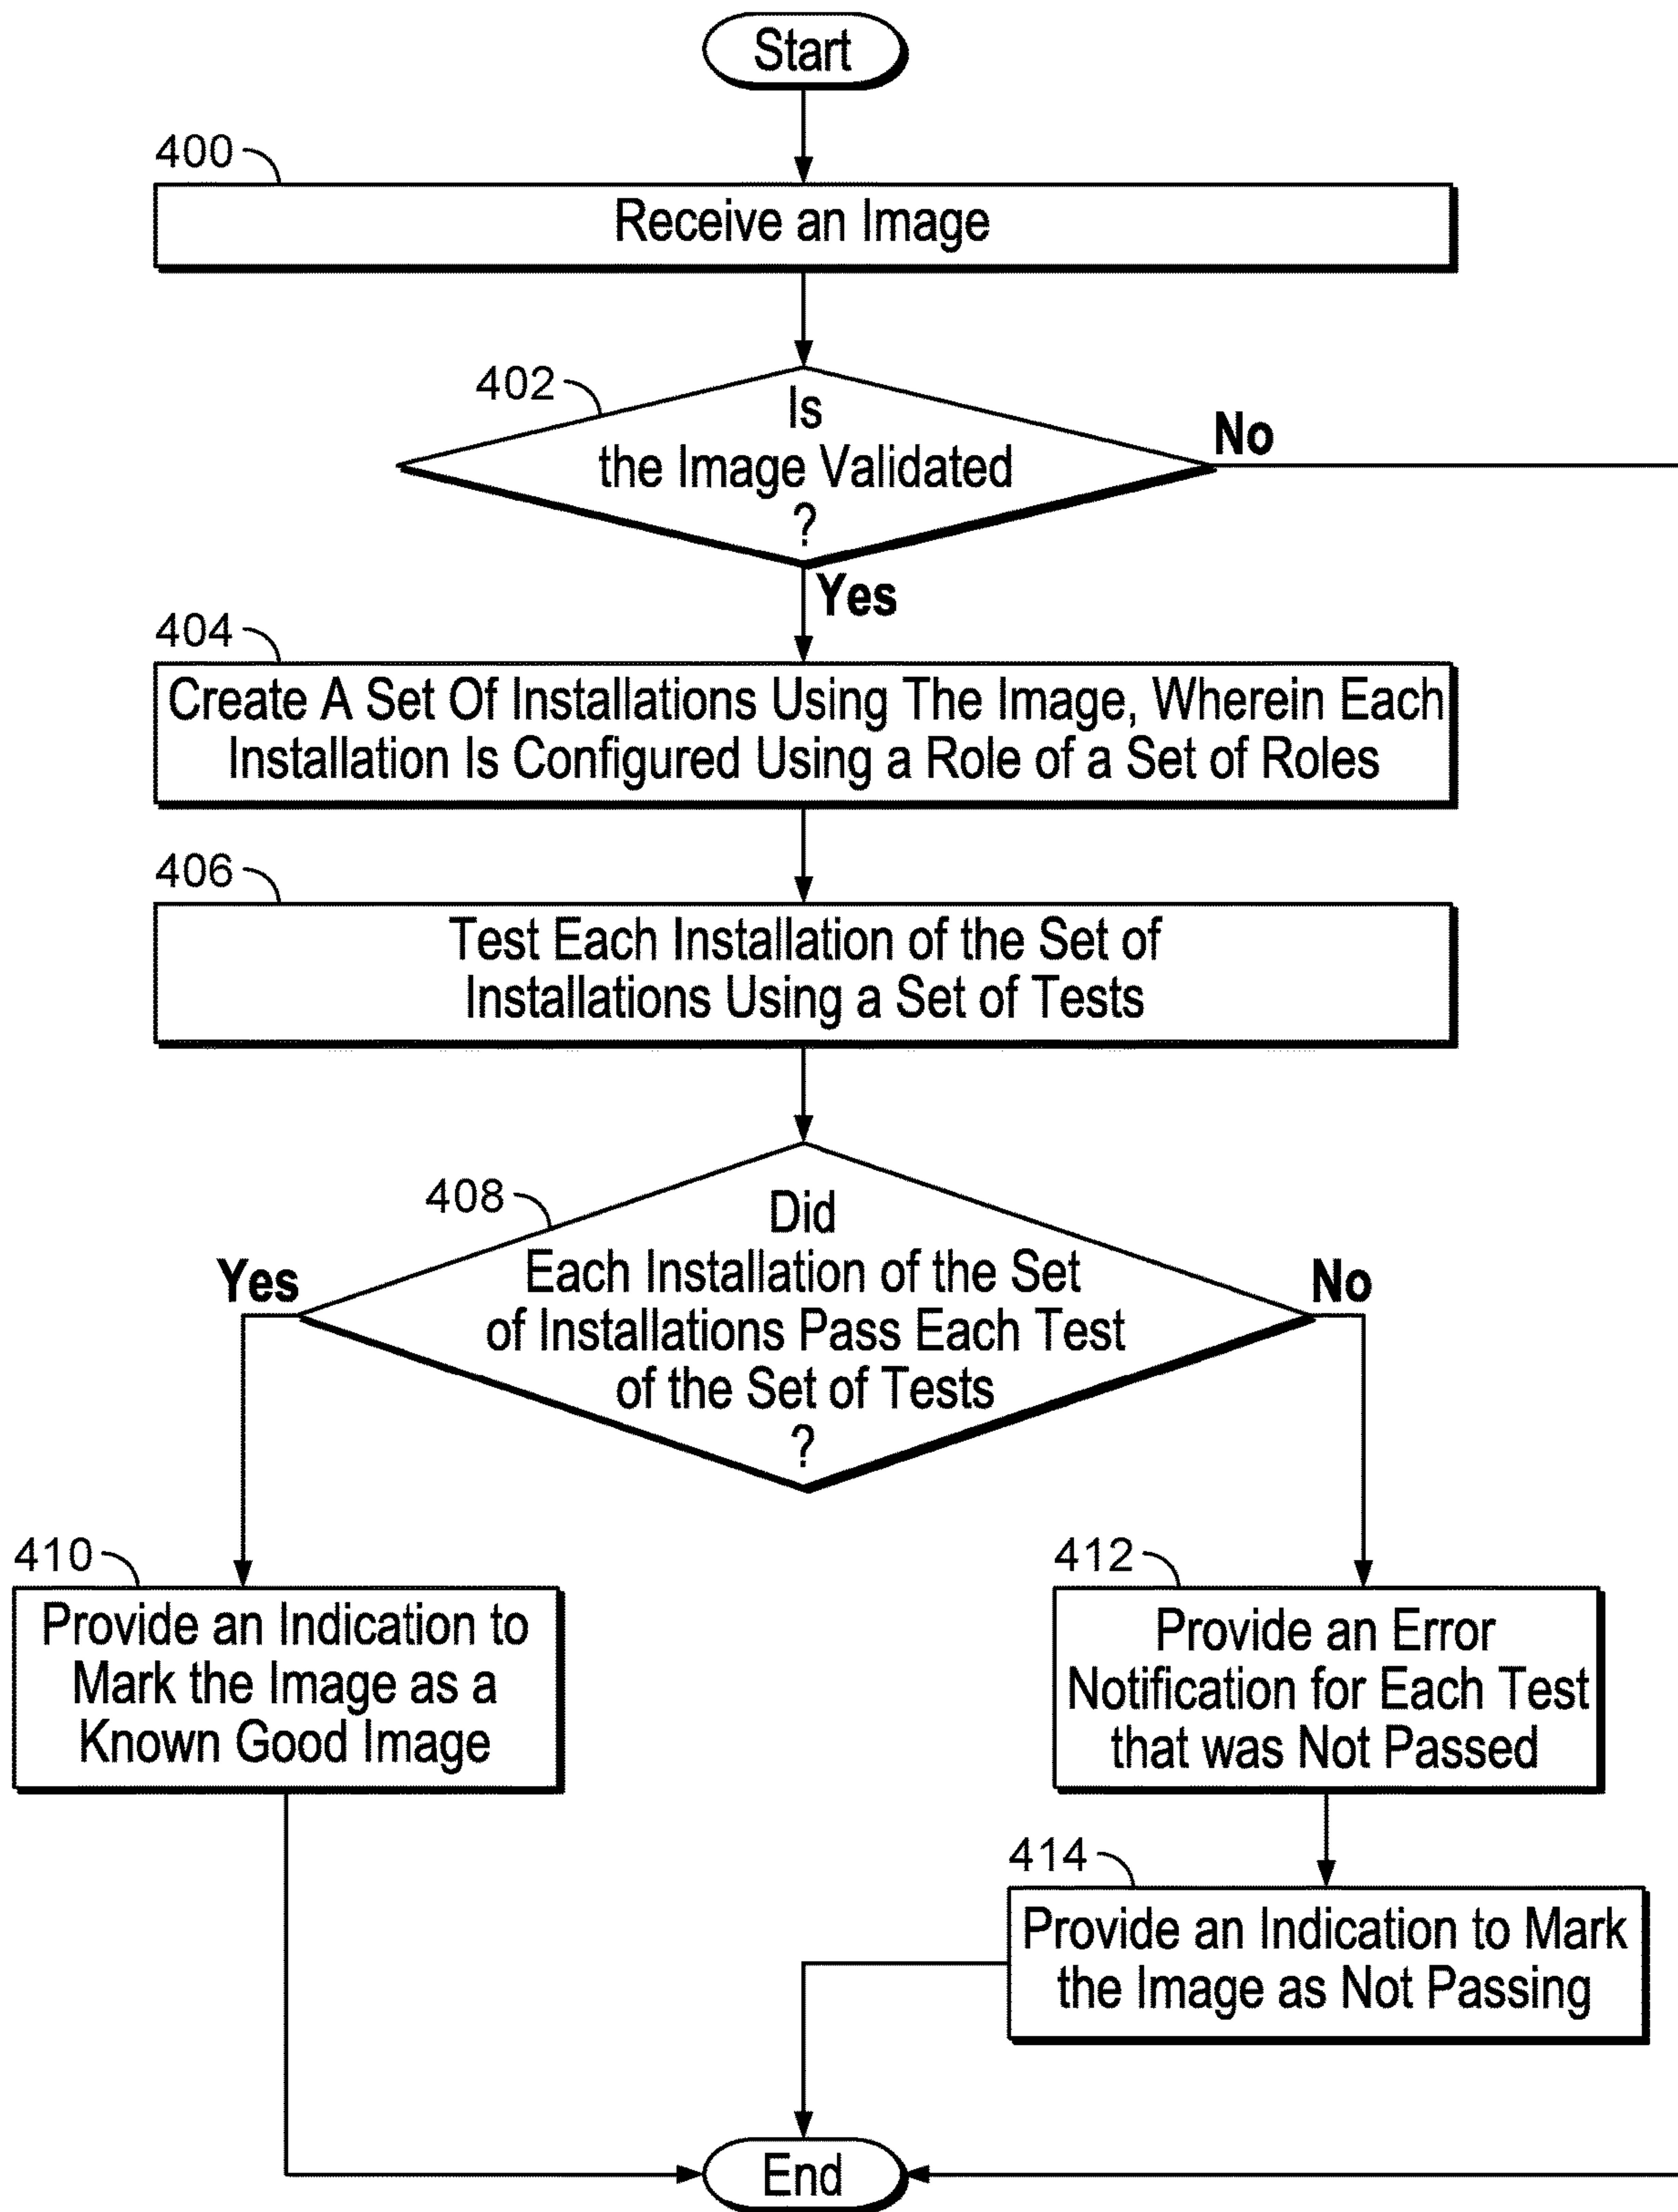 Start
400
Receive an Image
402
Is
the Image Validated
?
No
Yes
404
Create A Set Of Installations Using The Image, Wherein Each
Installation Is Configured Using a Role of a Set of Roles
406
Test Each Installation of the Set of
Installations Using a Set of Tests
408
Did
Each Installation of the Set
of Installations Pass Each Test
of the Set of Tests
?
Yes
No
410
Provide an Indication to
Mark the Image as a
Known Good Image
412
Provide an Error
Notification for Each Test
that was Not Passed
414
Provide an Indication to Mark
the Image as Not Passing
End